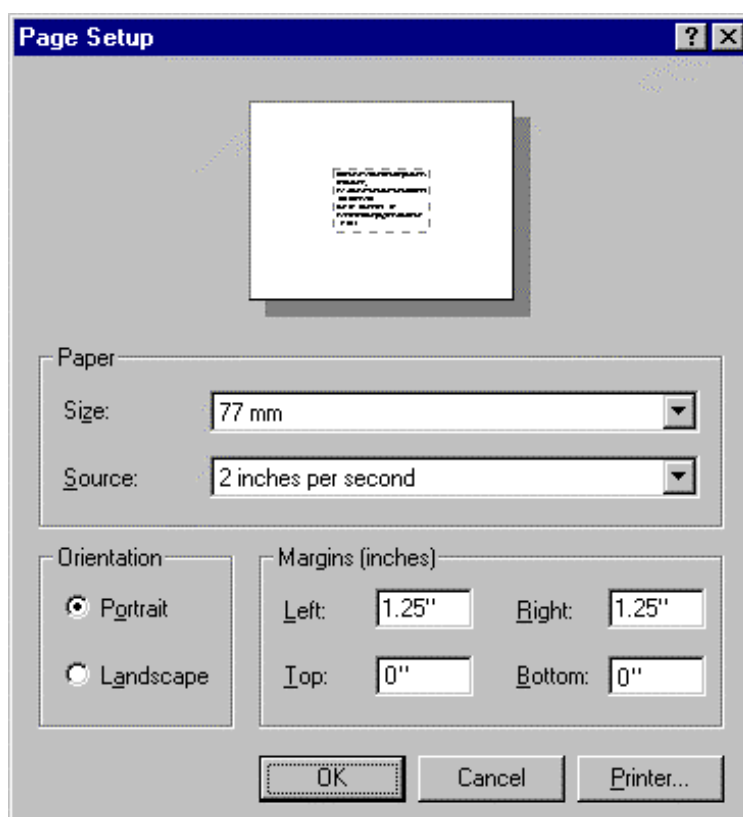 Page Setup
Paper
Size: 77 mm
Source: 2 inches per second
Orientation
Portrait
Landscape
Margins (inches)
Left: 1.25" Right: 1.25"
Top: 0" Bottom: 0"
OK Cancel Printer...